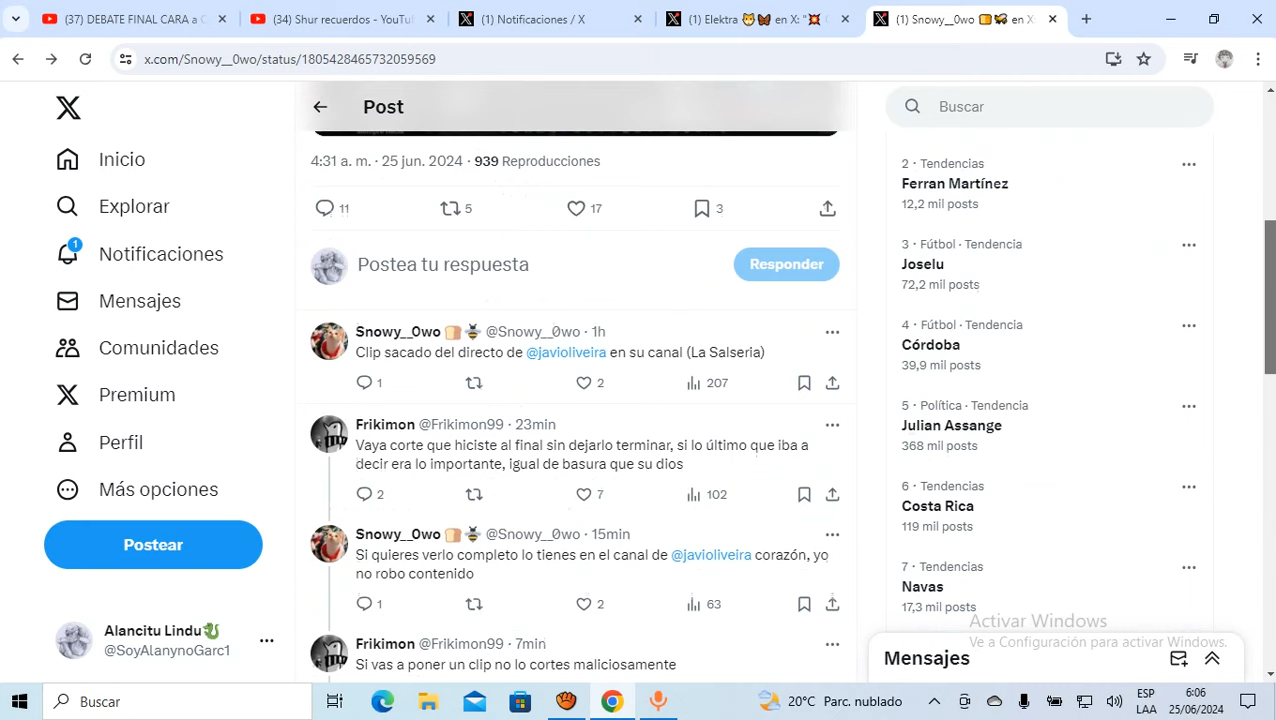 (37) DEBATE FINAL CARA a
(34) Shur recuerdos - YouTu
(1) Notificaciones / X
(1) Elektra 🐱🦋 en X: "💥
(1) Snowy__0wo 🍞🐝 en X
x.com/Snowy__0wo/status/1805428465732059569
Inicio
Explorar
1
Notificaciones
Mensajes
Comunidades
Premium
Perfil
Más opciones
Postear
Alancitu Lindu🐉
@SoyAlanynoGarc1
Post
4:31 a. m. · 25 jun. 2024 · 939 Reproducciones
11 5 17 3
Postea tu respuesta
Responder
Snowy__0wo 🍞🐝 @Snowy__0wo · 1h
Clip sacado del directo de @javioliveira en su canal (La Salseria)
1 2 207
Frikimon @Frikimon99 · 23min
Vaya corte que hiciste al final sin dejarlo terminar, si lo último que iba a
decir era lo importante, igual de basura que su dios
2 7 102
Snowy__0wo 🍞🐝 @Snowy__0wo · 15min
Si quieres verlo completo lo tienes en el canal de @javioliveira corazón, yo
no robo contenido
1 2 63
Frikimon @Frikimon99 · 7min
Si vas a poner un clip no lo cortes maliciosamente
Buscar
2 · Tendencias
Ferran Martínez
12,2 mil posts
3 · Fútbol · Tendencia
Joselu
72,2 mil posts
4 · Fútbol · Tendencia
Córdoba
39,9 mil posts
5 · Política · Tendencia
Julian Assange
368 mil posts
6 · Tendencias
Costa Rica
119 mil posts
7 · Tendencias
Navas
17,3 mil posts
Activar Windows
Ve a Configuración para activar Windows.
Mensajes
Buscar
20°C Parc. nublado
ESP
LAA
6:06
25/06/2024